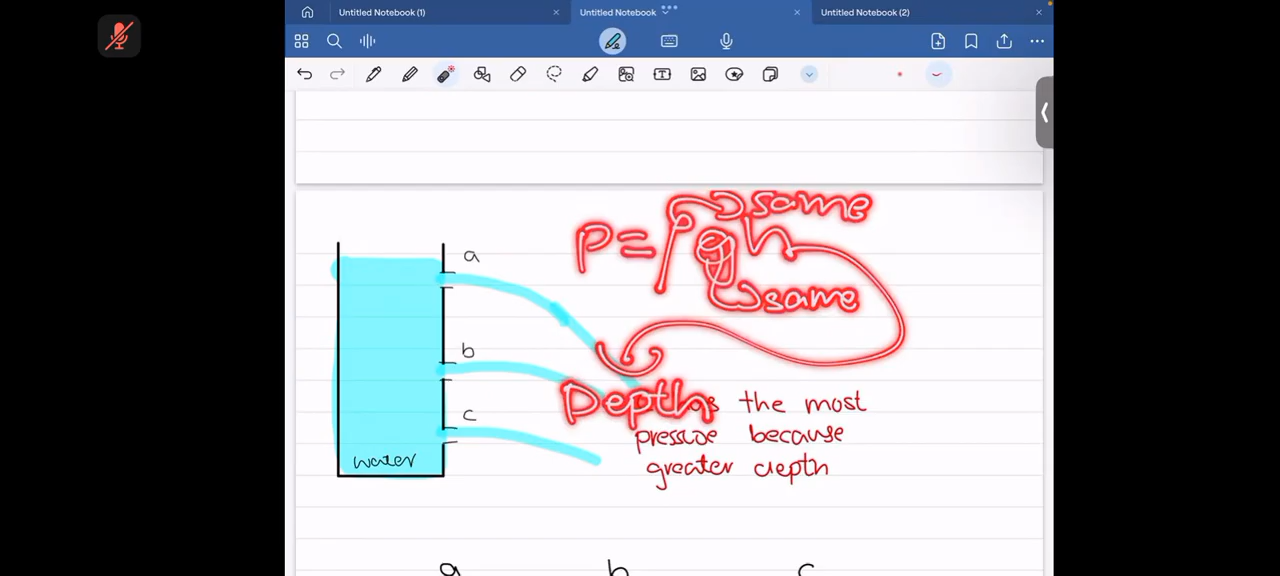 Untitled Notebook (1)
Untitled Notebook
Untitled Notebook (2)
same
P = ρgh
same
a
b
c
water
Depth the most
pressure because
greater depth
a b c